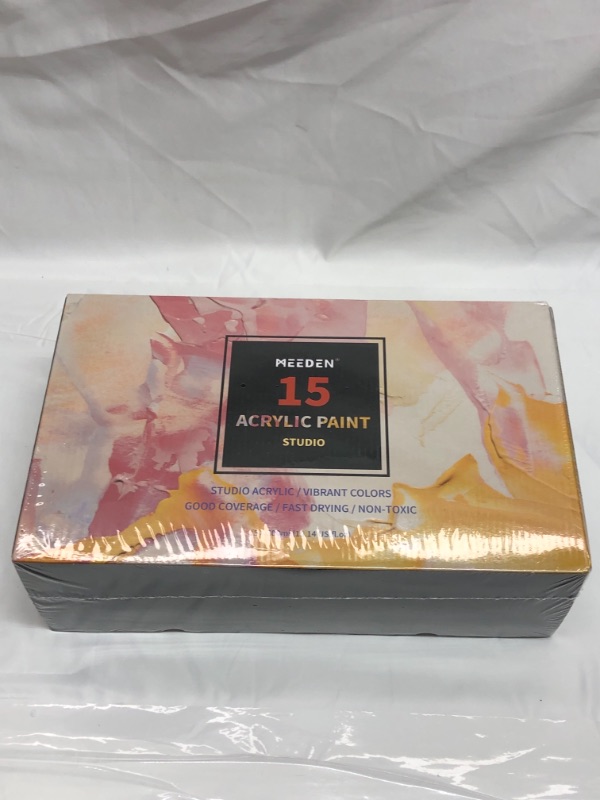 MEEDEN®
15
ACRYLIC PAINT
STUDIO
STUDIO ACRYLIC / VIBRANT COLORS
GOOD COVERAGE / FAST DRYING / NON-TOXIC